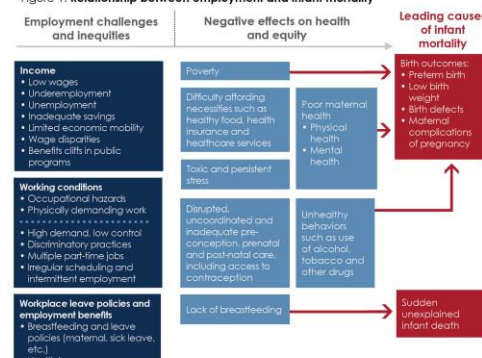 Figure 1. Relationship between employment and infant mortality
Employment challenges
and inequities
Negative effects on health
and equity
Leading causes
of infant
mortality
Income
• Low wages
• Underemployment
• Unemployment
• Inadequate savings
• Limited economic mobility
• Wage disparities
• Benefits cliffs in public
programs
Working conditions
• Occupational hazards
• Physically demanding work
• High demand, low control
• Discriminatory practices
• Multiple part-time jobs
• Irregular scheduling and
intermittent employment
Workplace leave policies and
employment benefits
• Breastfeeding and leave
policies (maternal, sick leave,
etc.)
Poverty
Difficulty affording
necessities such as
healthy food, health
insurance and
healthcare services
Toxic and persistent
stress
Disrupted,
uncoordinated and
inadequate pre-
conception, prenatal
and post-natal care,
including access to
contraception
Lack of breastfeeding
Poor maternal
health
• Physical
health
• Mental
health
Unhealthy
behaviors
such as use
of alcohol,
tobacco and
other drugs
Birth outcomes:
• Preterm birth
• Low birth
weight
• Birth defects
• Maternal
complications
of pregnancy
Sudden
unexplained
infant death